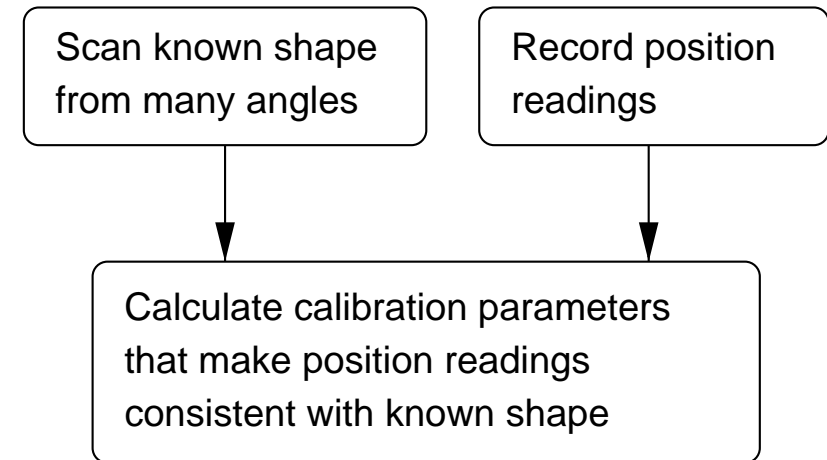 Scan known shape
from many angles
Record position
readings
Calculate calibration parameters
that make position readings
consistent with known shape